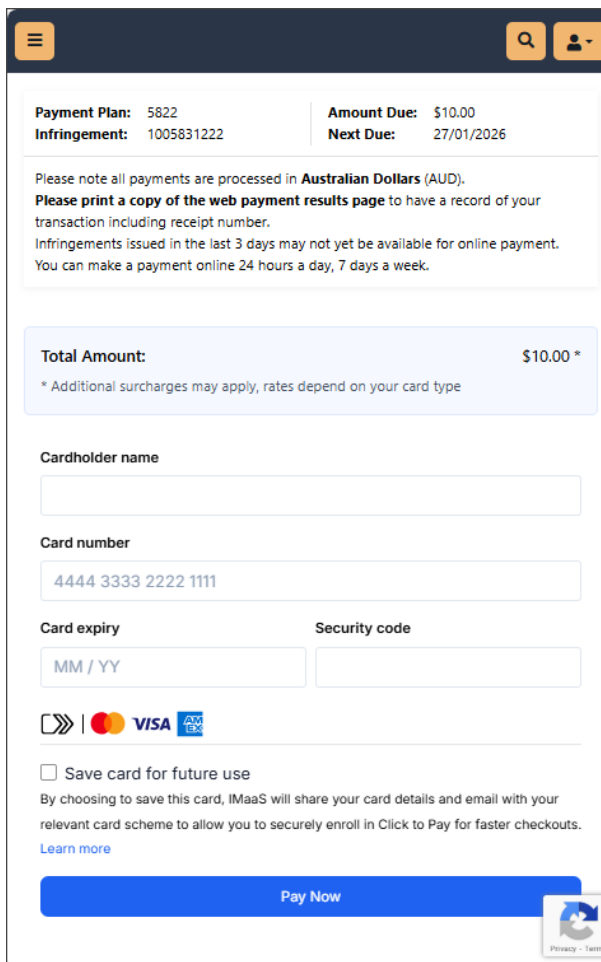 Payment Plan: 5822 Amount Due: $10.00
Infringement: 1005831222 Next Due: 27/01/2026
Please note all payments are processed in Australian Dollars (AUD).
Please print a copy of the web payment results page to have a record of your
transaction including receipt number.
Infringements issued in the last 3 days may not yet be available for online payment.
You can make a payment online 24 hours a day, 7 days a week.
Total Amount: $10.00 *
* Additional surcharges may apply, rates depend on your card type
Cardholder name
Card number
4444 3333 2222 1111
Card expiry Security code
MM / YY
VISA AMEX
Save card for future use
By choosing to save this card, IMaaS will share your card details and email with your
relevant card scheme to allow you to securely enroll in Click to Pay for faster checkouts.
Learn more
Pay Now
Privacy - Term